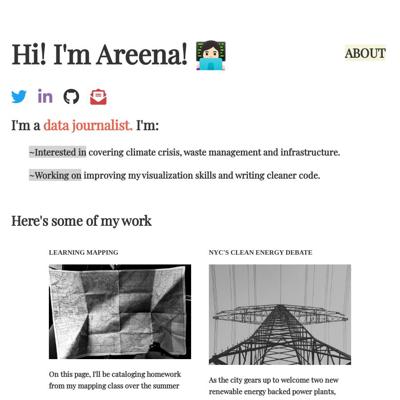 Hi! I'm Areena!
ABOUT
I'm a data journalist. I'm:
~Interested in covering climate crisis, waste management and infrastructure.
~Working on improving my visualization skills and writing cleaner code.
Here's some of my work
LEARNING MAPPING
On this page, I'll be cataloging homework
from my mapping class over the summer
NYC'S CLEAN ENERGY DEBATE
As the city gears up to welcome two new
renewable energy backed power plants,